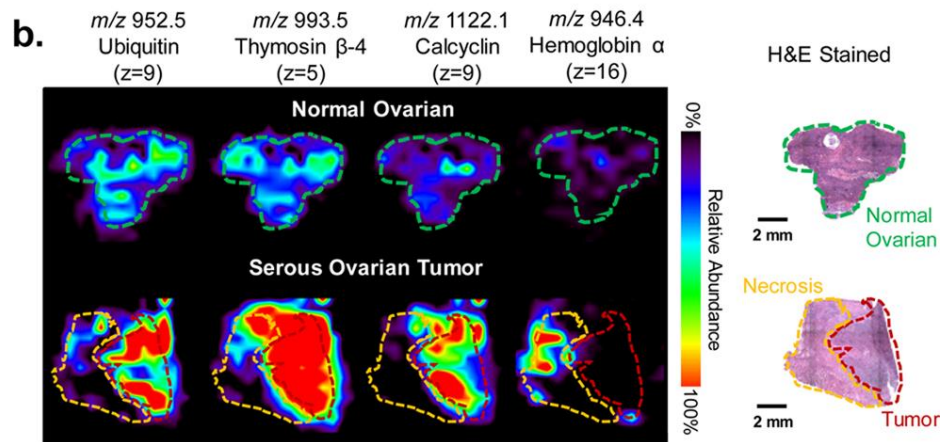 b.
m/z 952.5
Ubiquitin
(z=9)
m/z 993.5
Thymosin β-4
(z=5)
m/z 1122.1
Calcyclin
(z=9)
m/z 946.4
Hemoglobin α
(z=16)
H&E Stained
Normal Ovarian
0%
Relative Abundance
100%
2 mm
Normal
Ovarian
Serous Ovarian Tumor
Necrosis
2 mm
Tumor